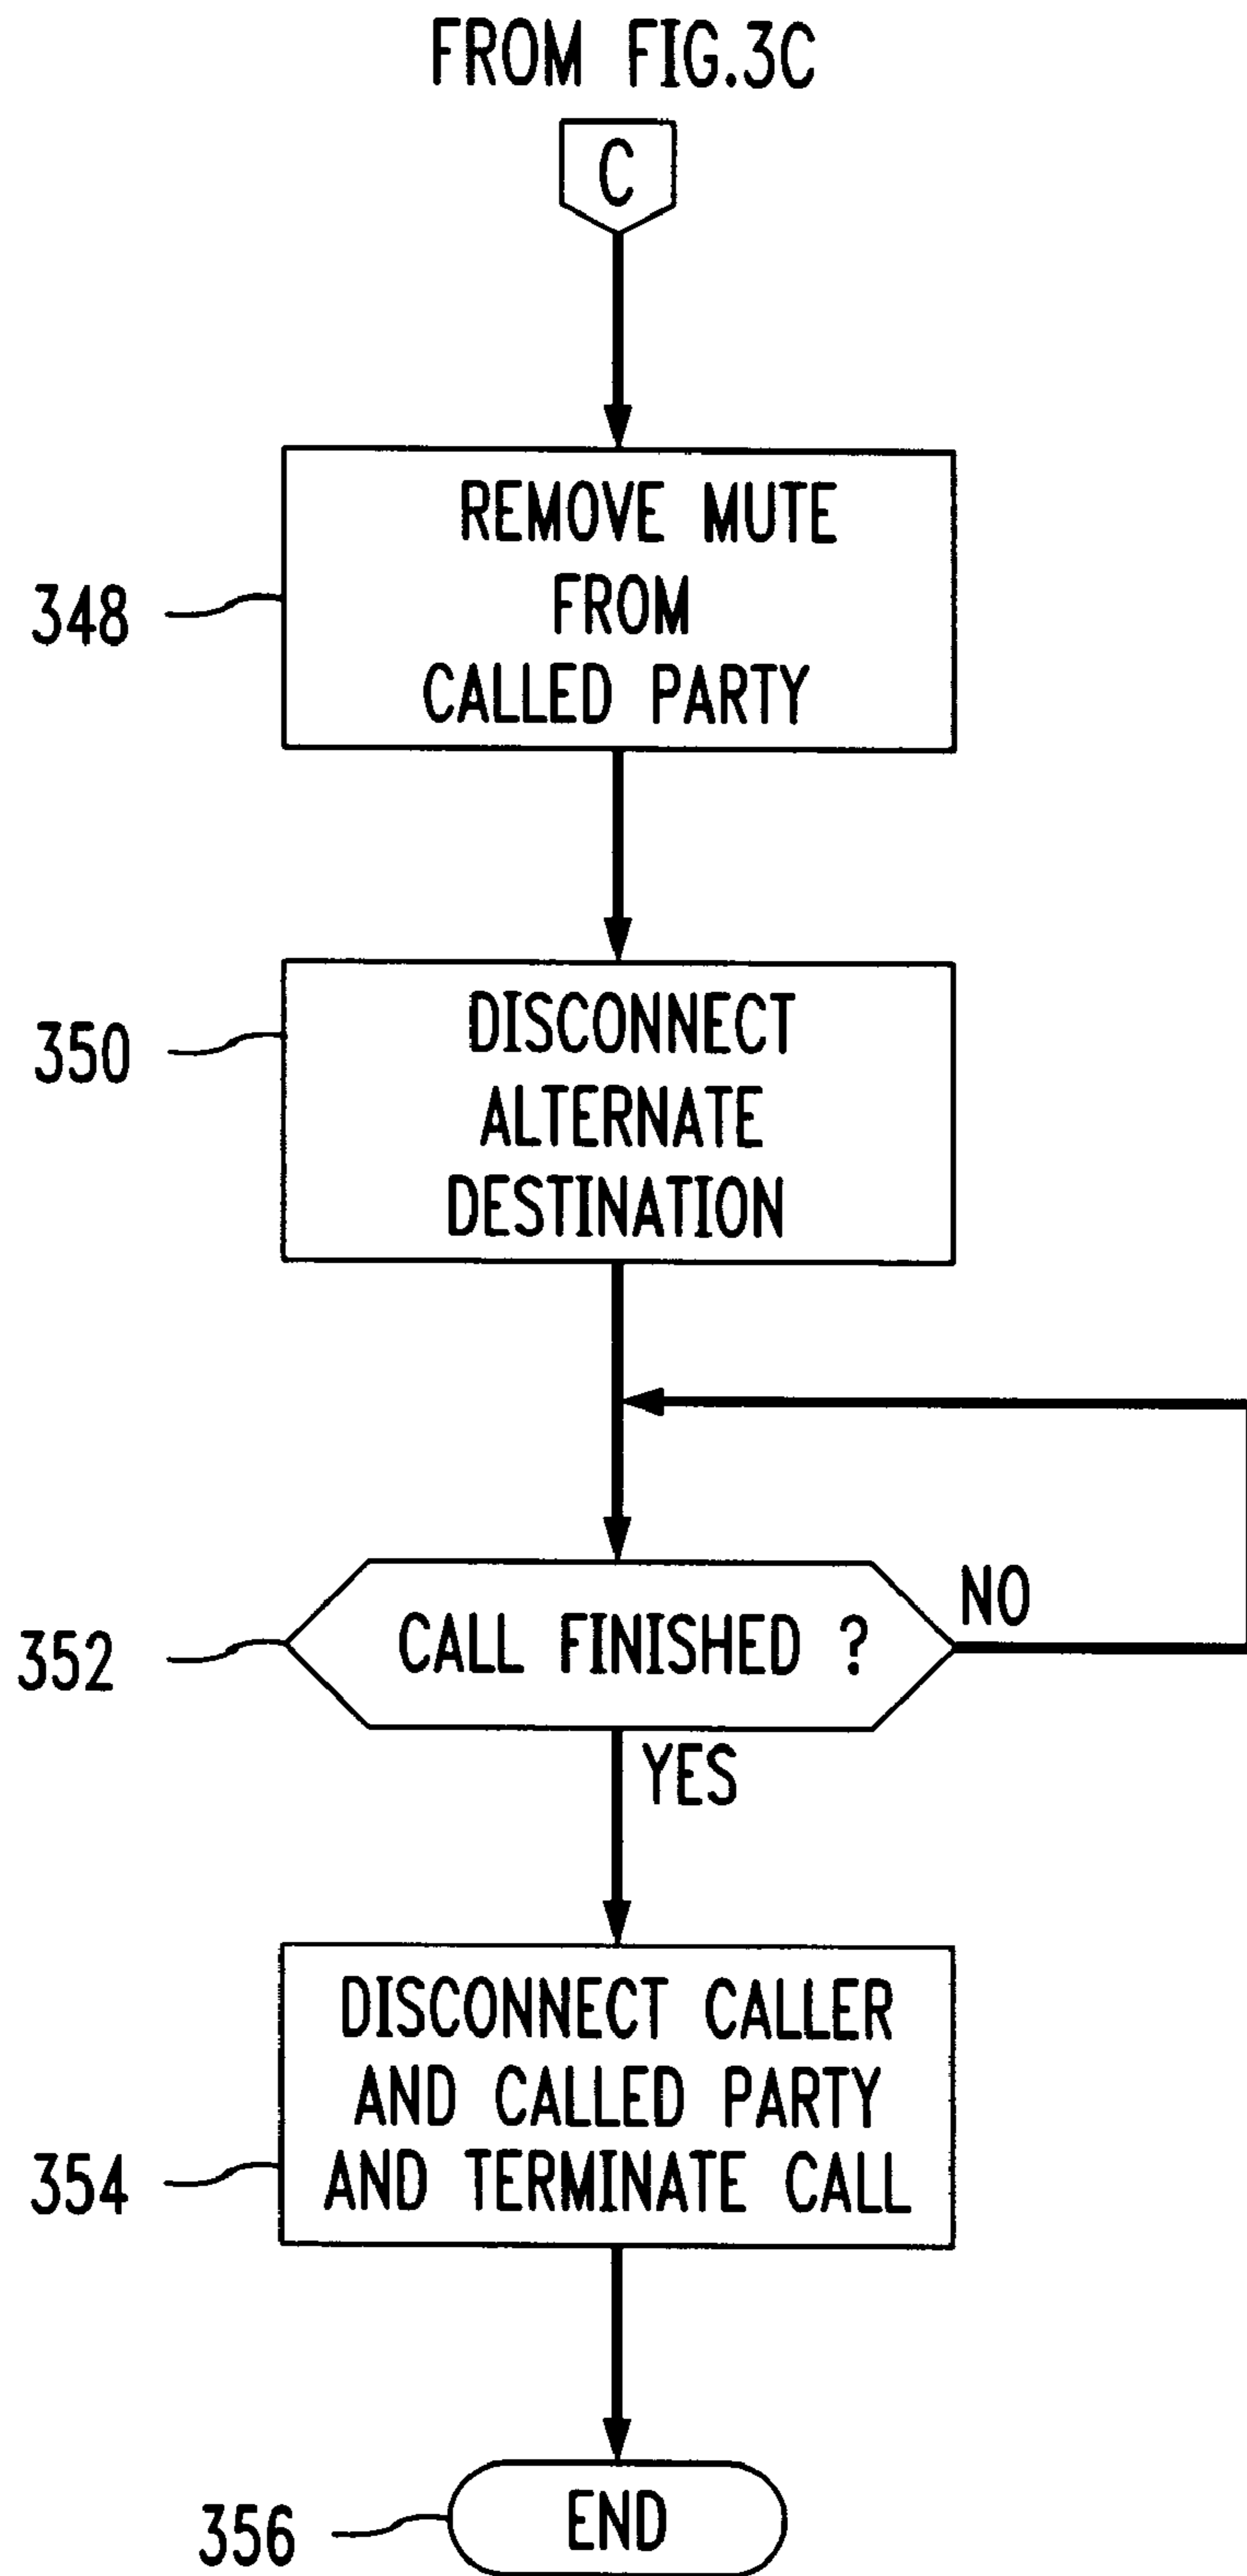 FROM FIG.3C
C
REMOVE MUTE
FROM
CALLED PARTY
348
DISCONNECT
ALTERNATE
DESTINATION
350
CALL FINISHED ?
NO
352
YES
DISCONNECT CALLER
AND CALLED PARTY
AND TERMINATE CALL
354
END
356